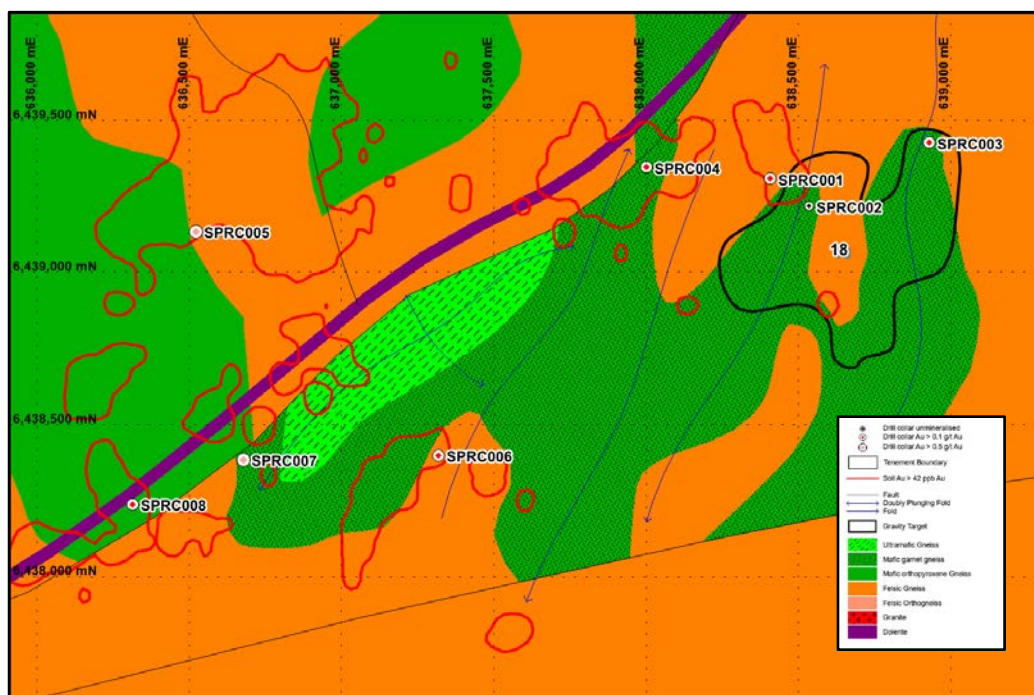 636,000 mE
636,500 mE
637,000 mE
637,500 mE
638,000 mE
638,500 mE
639,000 mE
6,439,500 mN
SPRC003
SPRC004
SPRC001
SPRC002
SPRC005
18
6,439,000 mN
6,438,500 mN
SPRC006
SPRC007
SPRC008
6,438,000 mN
Drill collar unmineralised
Drill collar Au > 0.1 g/t Au
Drill collar Au > 0.5 g/t Au
Tenement Boundary
Soil Au > 42 ppb Au
Fault
Doubly Plunging Fold
Fold
Gravity Target
Ultramafic Gneiss
Mafic garnet gneiss
Mafic orthopyroxene Gneiss
Felsic Gneiss
Felsic Orthogneiss
Granite
Dolerite